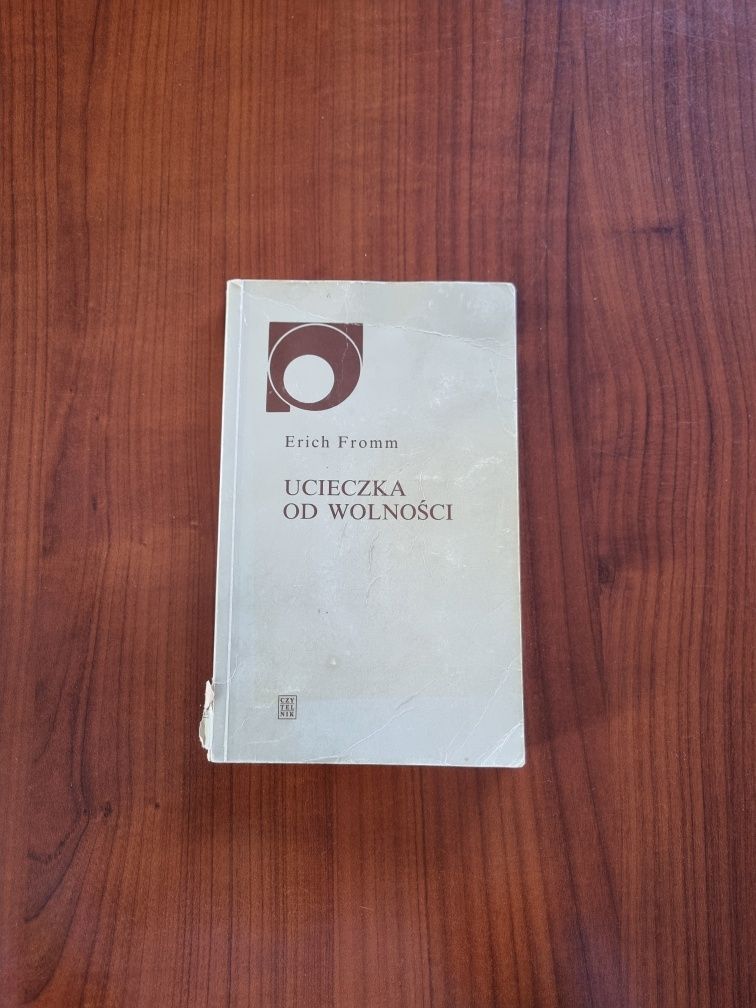 Erich Fromm
UCIECZKA
OD WOLNOŚCI
CZY
TEL
NIK